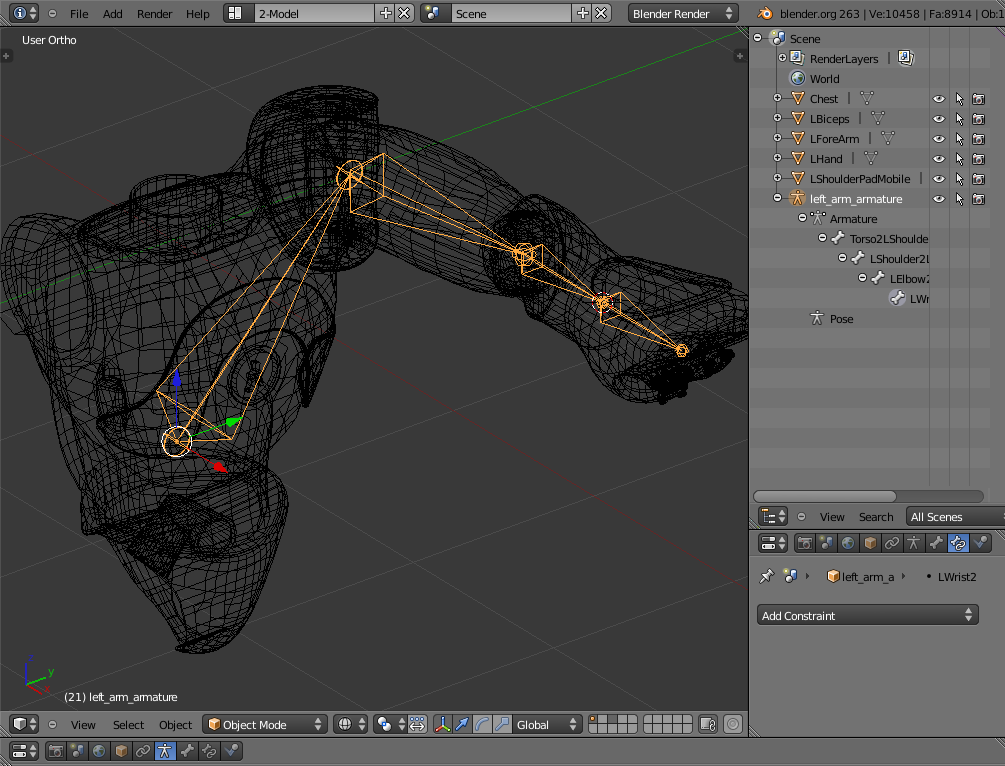 File Add Render Help 2-Model Scene Blender Render blender.org 263 | Ve:10458 | Fa:8914 | Ob:1
User Ortho
Scene
RenderLayers |
World
Chest |
LBiceps |
LForeArm |
LHand |
LShoulderPadMobile |
left_arm_armature
Armature
Torso2LShoulde
LShoulder2L
LElbow2
LWr
Pose
View Search All Scenes
left_arm_a LWrist2
Add Constraint
z
y
(21) left_arm_armature
View Select Object Object Mode Global